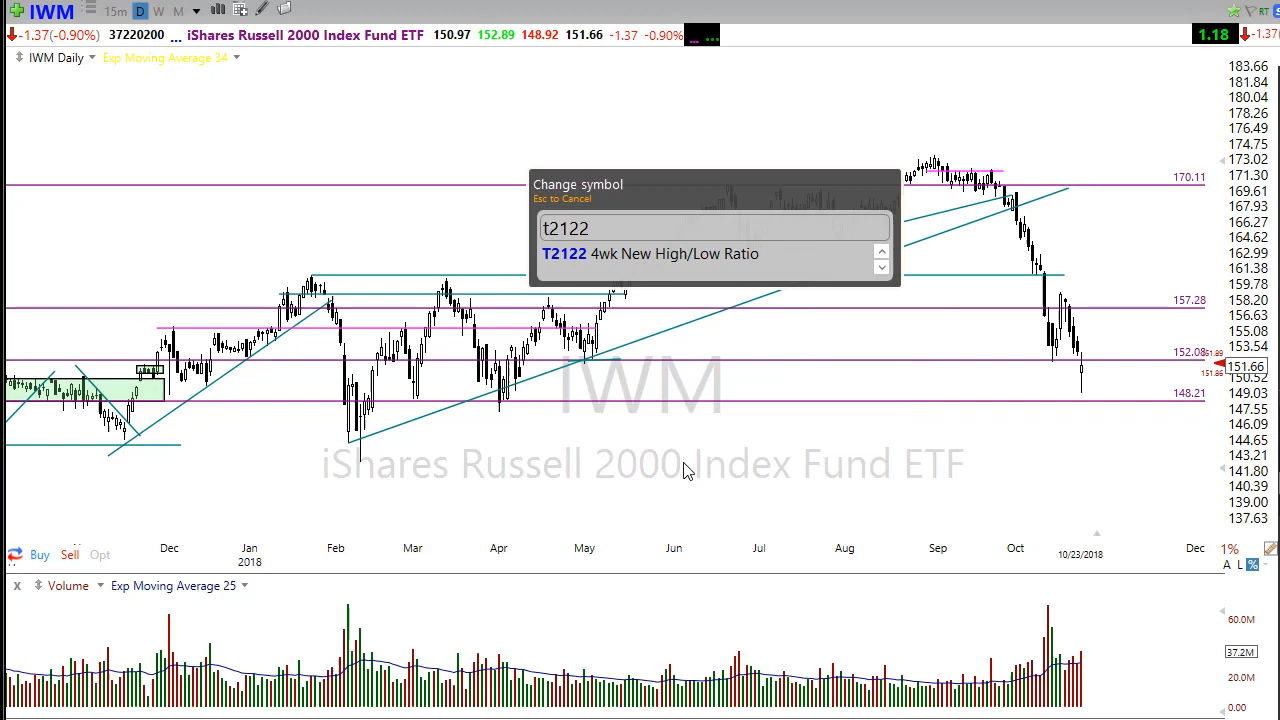 IWM 15m D W M RT
-1.37(-0.90%) 37220200 ... iShares Russell 2000 Index Fund ETF 150.97 152.89 148.92 151.66 -1.37 -0.90% ... 1.18 -1.37
IWM Daily Exp Moving Average 34
183.66
181.84
180.04
178.26
176.49
174.75
173.02
171.30
169.61
167.93
166.27
164.62
162.99
161.38
159.78
158.20
156.63
155.08
153.54
151.66
150.52
149.03
147.55
146.09
144.65
143.21
141.80
140.39
139.00
137.63
170.11
157.28
152.08
151.89
151.86
148.21
Change symbol
Esc to Cancel
t2122
T2122 4wk New High/Low Ratio
IWM
iShares Russell 2000 Index Fund ETF
Dec Jan Feb Mar Apr May Jun Jul Aug Sep Oct Dec
2018 10/23/2018
1%
A L %
Buy Sell Opt
X Volume Exp Moving Average 25
60.0M
37.2M
20.0M
0.00